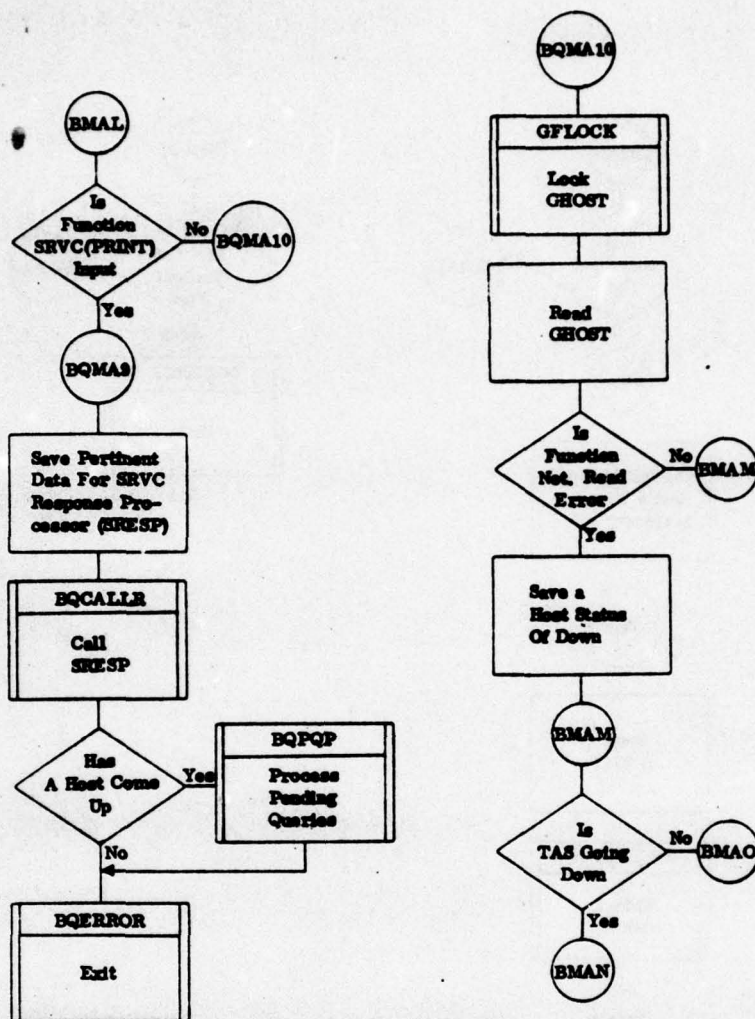 BMAL
Is
Function
SRVC(PRINT)
Input
No
BQMA10
Yes
BQMA9
Save Pertinent
Data For SRVC
Response Pro-
cessor (SRESP)
BQCALLR
Call
SRESP
Has
A Host Come
Up
Yes
BQPQP
Process
Pending
Queries
No
BQERROR
Exit
BQMA10
GFLOCK
Lock
GHOST
Read
GHOST
Is
Function
Net. Read
Error
No
BMAM
Yes
Save a
Host Status
Of Down
BMAM
Is
TAS Going
Down
No
BMAO
Yes
BMAN